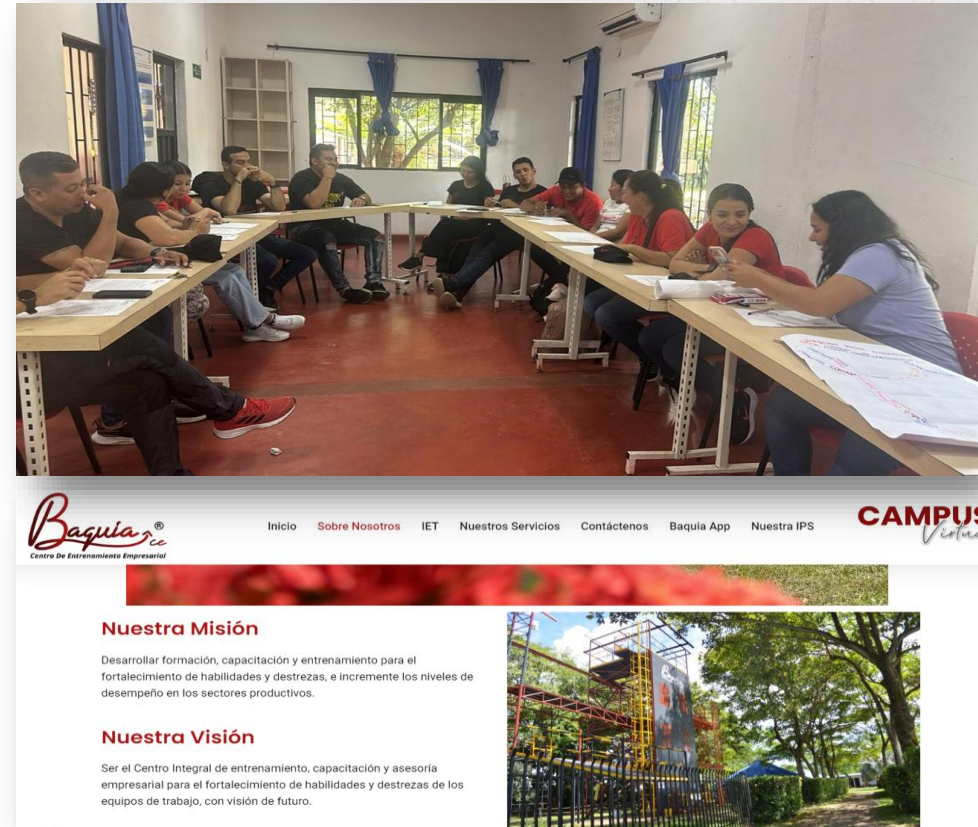 Baquia ce ®
Centro De Entrenamiento Empresarial
Inicio Sobre Nosotros IET Nuestros Servicios Contáctenos Baquia App Nuestra IPS
CAMPUS
Nuestra Misión
Desarrollar formación, capacitación y entrenamiento para el
fortalecimiento de habilidades y destrezas, e incremente los niveles de
desempeño en los sectores productivos.
Nuestra Visión
Ser el Centro Integral de entrenamiento, capacitación y asesoría
empresarial para el fortalecimiento de habilidades y destrezas de los
equipos de trabajo, con visión de futuro.